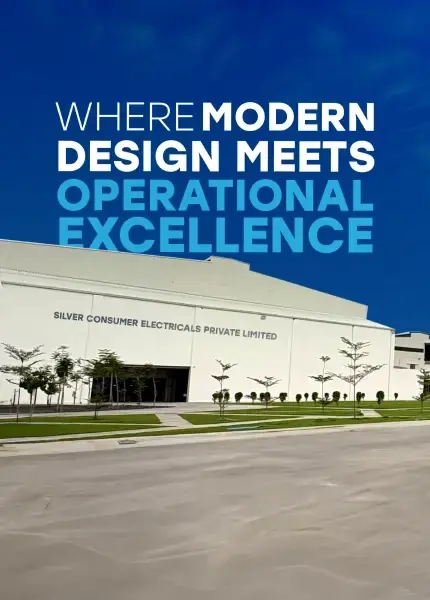 WHERE MODERN
DESIGN MEETS
OPERATIONAL
EXCELLENCE
SILVER CONSUMER ELECTRICALS PRIVATE LIMITED